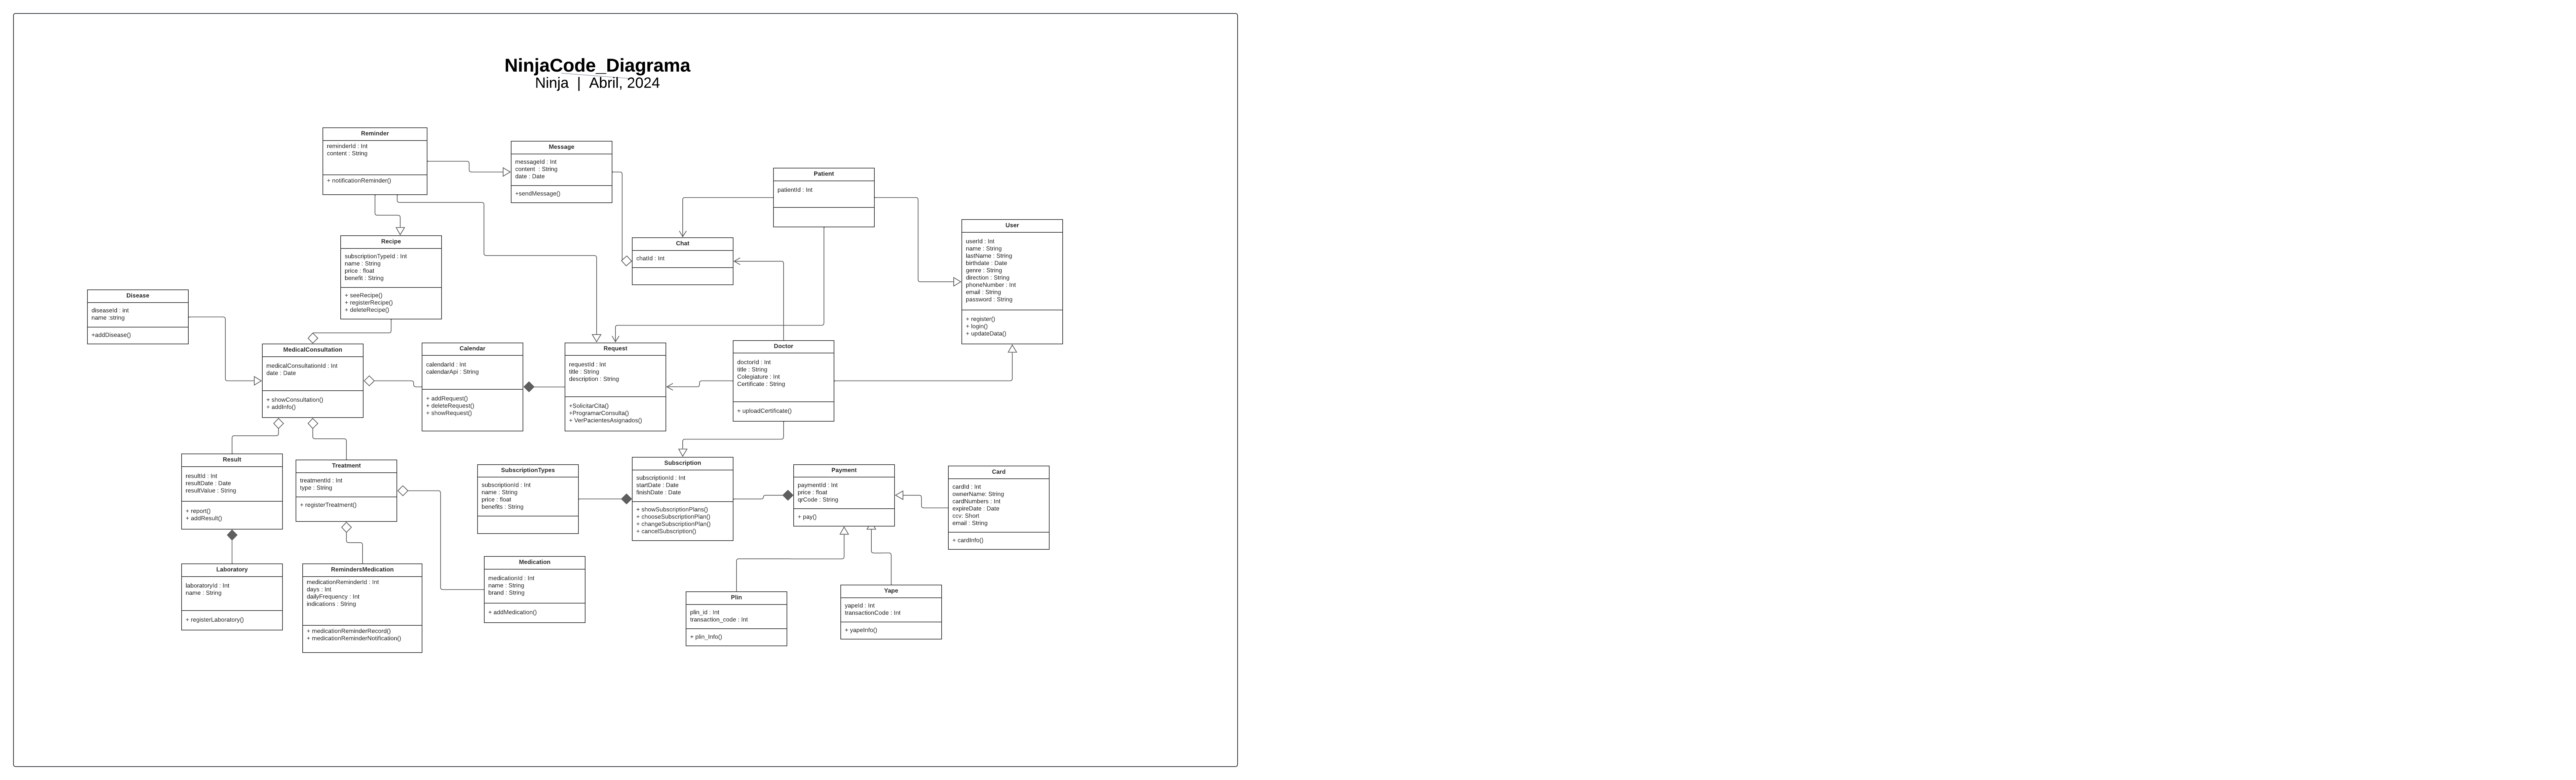 NinjaCode_Diagrama
Ninja | Abril, 2024
Reminder
reminderId : Int
content : String
+ notificationReminder()
Message
messageId : Int
content : String
date : Date
+sendMessage()
Patient
patientId : Int
User
userId : Int
name : String
lastName : String
birthdate : Date
genre : String
direction : String
phoneNumber : Int
email : String
password : String
+ register()
+ login()
+ updateData()
Recipe
subscriptionTypeId : Int
name : String
price : float
benefit : String
+ seeRecipe()
+ registerRecipe()
+ deleteRecipe()
Chat
chatId : Int
Disease
diseaseId : int
name :string
+addDisease()
MedicalConsultation
medicalConsultationId : Int
date : Date
+ showConsultation()
+ addInfo()
Calendar
calendarId : Int
calendarApi : String
+ addRequest()
+ deleteRequest()
+ showRequest()
Request
requestId : Int
title : String
description : String
+SolicitarCita()
+ProgramarConsulta()
+ VerPacientesAsignados()
Doctor
doctorId : Int
title : String
Colegiature : Int
Certificate : String
+ uploadCertificate()
Result
resultId : Int
resultDate : Date
resultValue : String
+ report()
+ addResult()
Treatment
treatmentId : Int
type : String
+ registerTreatment()
SubscriptionTypes
subscriptionId : Int
name : String
price : float
benefits : String
Subscription
subscriptionId : Int
startDate : Date
finishDate : Date
+ showSubscriptionPlans()
+ chooseSubscriptionPlan()
+ changeSubscriptionPlan()
+ cancelSubscription()
Payment
paymentId : Int
price : float
qrCode : String
+ pay()
Card
cardId : Int
ownerName: String
cardNumbers : Int
expireDate : Date
ccv: Short
email : String
+ cardInfo()
Laboratory
laboratoryId : Int
name : String
+ registerLaboratory()
RemindersMedication
medicationReminderId : Int
days : Int
dailyFrequency : Int
indications : String
+ medicationReminderRecord()
+ medicationReminderNotification()
Medication
medicationId : Int
name : String
brand : String
+ addMedication()
Plin
plin_id : Int
transaction_code : Int
+ plin_Info()
Yape
yapeId : Int
transactionCode : Int
+ yapeInfo()